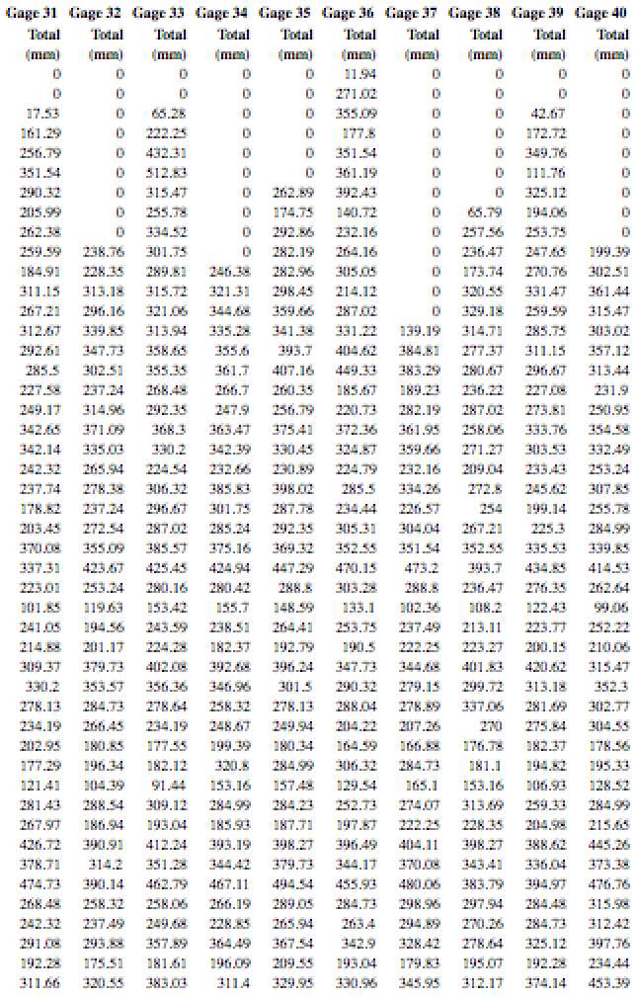 Gage 31 Gage 32 Gage 33 Gage 34 Gage 35 Gage 36 Gage 37 Gage 38 Gage 39 Gage 40
Total Total Total Total Total Total Total Total Total Total
(mm) (mm) (mm) (mm) (mm) (mm) (mm) (mm) (mm) (mm)
0 0 0 0 0 11.94 0 0 0 0
0 0 0 0 0 271.02 0 0 0 0
17.53 0 65.28 0 0 355.09 0 0 42.67 0
161.29 0 222.25 0 0 177.8 0 0 172.72 0
256.79 0 432.31 0 0 351.54 0 0 349.76 0
351.54 0 512.83 0 0 361.19 0 0 111.76 0
290.32 0 315.47 0 262.89 392.43 0 0 325.12 0
205.99 0 255.78 0 174.75 140.72 0 65.79 194.06 0
262.38 0 334.52 0 292.86 232.16 0 257.56 253.75 0
259.59 238.76 301.75 0 282.19 264.16 0 236.47 247.65 199.39
184.91 228.35 289.81 246.38 282.96 305.05 0 173.74 270.76 302.51
311.15 313.18 315.72 321.31 298.45 214.12 0 320.55 331.47 361.44
267.21 296.16 321.06 344.68 359.66 287.02 0 329.18 259.59 315.47
312.67 339.85 313.94 335.28 341.38 331.22 139.19 314.71 285.75 303.02
292.61 347.73 358.65 355.6 393.7 404.62 384.81 277.37 311.15 357.12
285.5 302.51 355.35 361.7 407.16 449.33 383.29 280.67 296.67 313.44
227.58 237.24 268.48 266.7 260.35 185.67 189.23 236.22 227.08 231.9
249.17 314.96 292.35 247.9 256.79 220.73 282.19 287.02 273.81 250.95
342.65 371.09 368.3 363.47 375.41 372.36 361.95 258.06 333.76 354.58
342.14 335.03 330.2 342.39 330.45 324.87 359.66 271.27 303.53 332.49
242.32 265.94 224.54 232.66 230.89 224.79 232.16 209.04 233.43 253.24
237.74 278.38 306.32 385.83 398.02 285.5 334.26 272.8 245.62 307.85
178.82 237.24 296.67 301.75 287.78 234.44 226.57 254 199.14 255.78
203.45 272.54 287.02 285.24 292.35 305.31 304.04 267.21 225.3 284.99
370.08 355.09 385.57 375.16 369.32 352.55 351.54 352.55 335.53 339.85
337.31 423.67 425.45 424.94 447.29 470.15 473.2 393.7 434.85 414.53
223.01 253.24 280.16 280.42 288.8 303.28 288.8 236.47 276.35 262.64
101.85 119.63 153.42 155.7 148.59 133.1 102.36 108.2 122.43 99.06
241.05 194.56 243.59 238.51 264.41 253.75 237.49 213.11 223.77 252.22
214.88 201.17 224.28 182.37 192.79 190.5 222.25 223.27 200.15 210.06
309.37 379.73 402.08 392.68 396.24 347.73 344.68 401.83 420.62 315.47
330.2 353.57 356.36 346.96 301.5 290.32 279.15 299.72 313.18 352.3
278.13 284.73 278.64 258.32 278.13 288.04 278.89 337.06 281.69 302.77
234.19 266.45 234.19 248.67 249.94 204.22 207.26 270 275.84 304.55
202.95 180.85 177.55 199.39 180.34 164.59 166.88 176.78 182.37 178.56
177.29 196.34 182.12 320.8 284.99 306.32 284.73 181.1 194.82 195.33
121.41 104.39 91.44 153.16 157.48 129.54 165.1 153.16 106.93 128.52
281.43 288.54 309.12 284.99 284.23 252.73 274.07 313.69 259.33 284.99
267.97 186.94 193.04 185.93 187.71 197.87 222.25 228.35 204.98 215.65
426.72 390.91 412.24 393.19 398.27 396.49 404.11 398.27 388.62 445.26
378.71 314.2 351.28 344.42 379.73 344.17 370.08 343.41 336.04 373.38
474.73 390.14 462.79 467.11 494.54 455.93 480.06 383.79 394.97 476.76
268.48 258.32 258.06 266.19 289.05 284.73 298.96 297.94 284.48 315.98
242.32 237.49 249.68 228.85 265.94 263.4 294.89 270.26 284.73 312.42
291.08 293.88 357.89 364.49 367.54 342.9 328.42 278.64 325.12 397.76
192.28 175.51 181.61 196.09 209.55 193.04 179.83 195.07 192.28 234.44
311.66 320.55 383.03 311.4 329.95 330.96 345.95 312.17 374.14 453.39